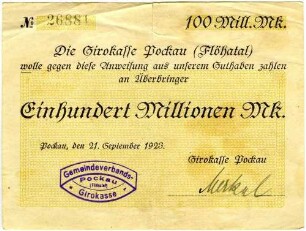 № 26881 100 Mill. Mk.
Die Girokasse Pockau (Flöhatal)
wolle gegen diese Anweisung aus unserem Guthaben zahlen
an Überbringer
Einhundert Millionen Mk.
Pockau, den 21. September 1923.
Girokasse Pockau
Gemeindeverbands-
Pockau
(Flöhatal)
Girokasse
Merkel